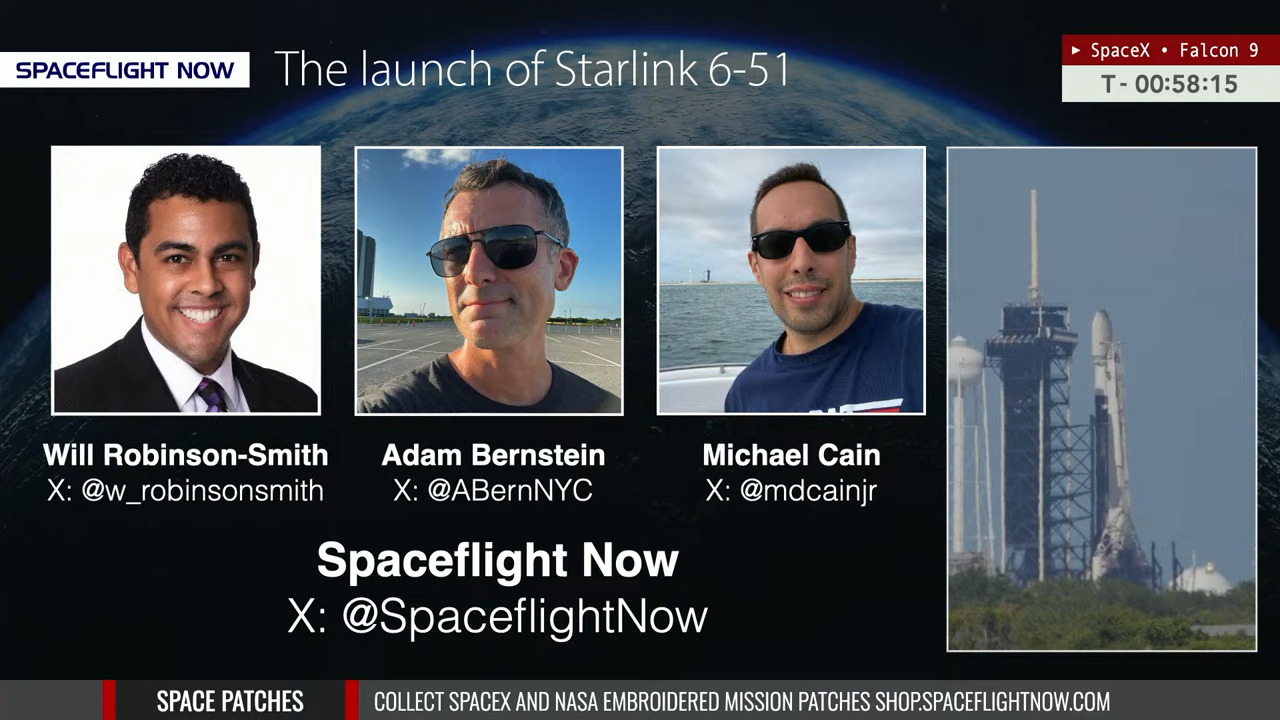 SPACEFLIGHT NOW
The launch of Starlink 6-51
▶ SpaceX • Falcon 9
T- 00:58:15
Will Robinson-Smith
X: @w_robinsonsmith
Adam Bernstein
X: @ABernNYC
Michael Cain
X: @mdcainjr
Spaceflight Now
X: @SpaceflightNow
SPACE PATCHES
COLLECT SPACEX AND NASA EMBROIDERED MISSION PATCHES SHOP.SPACEFLIGHTNOW.COM